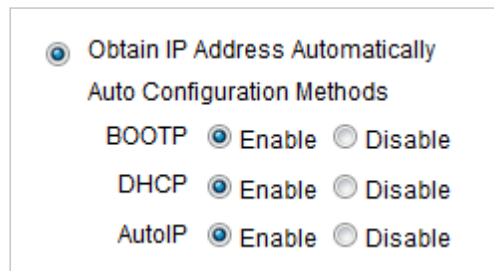 Obtain IP Address Automatically
Auto Configuration Methods
BOOTP Enable Disable
DHCP Enable Disable
AutoIP Enable Disable